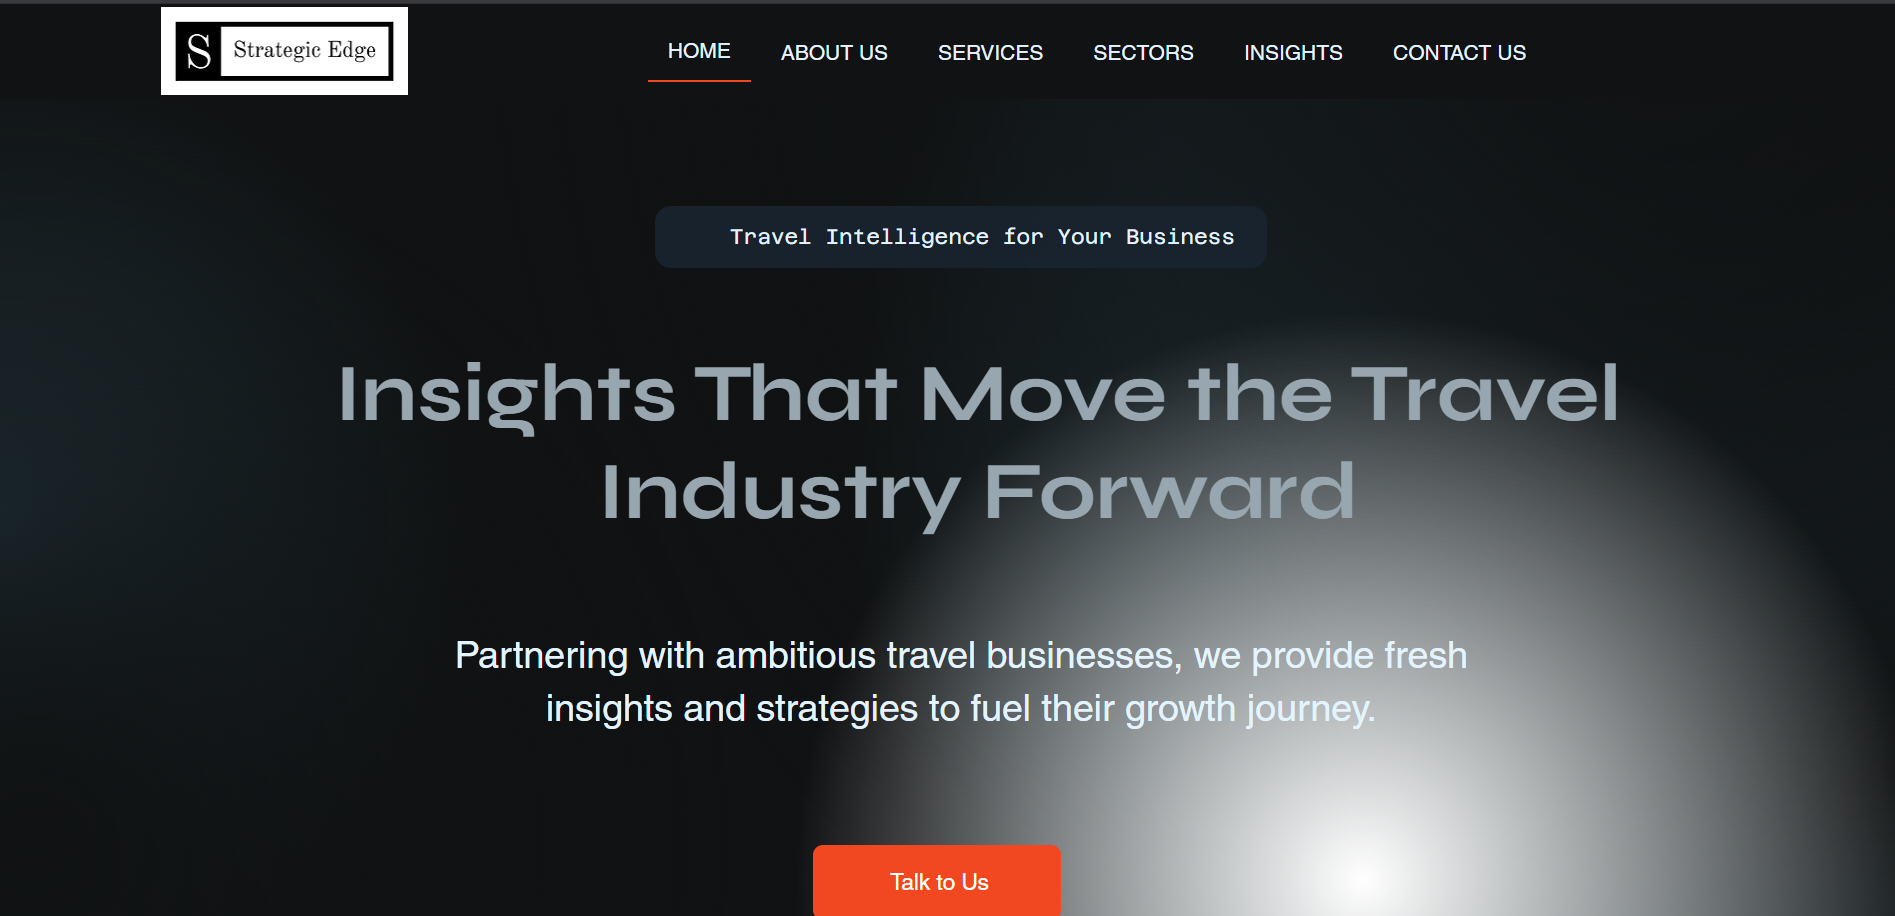 S Strategic Edge
HOME ABOUT US SERVICES SECTORS INSIGHTS CONTACT US
Travel Intelligence for Your Business
Insights That Move the Travel
Industry Forward
Partnering with ambitious travel businesses, we provide fresh
insights and strategies to fuel their growth journey.
Talk to Us